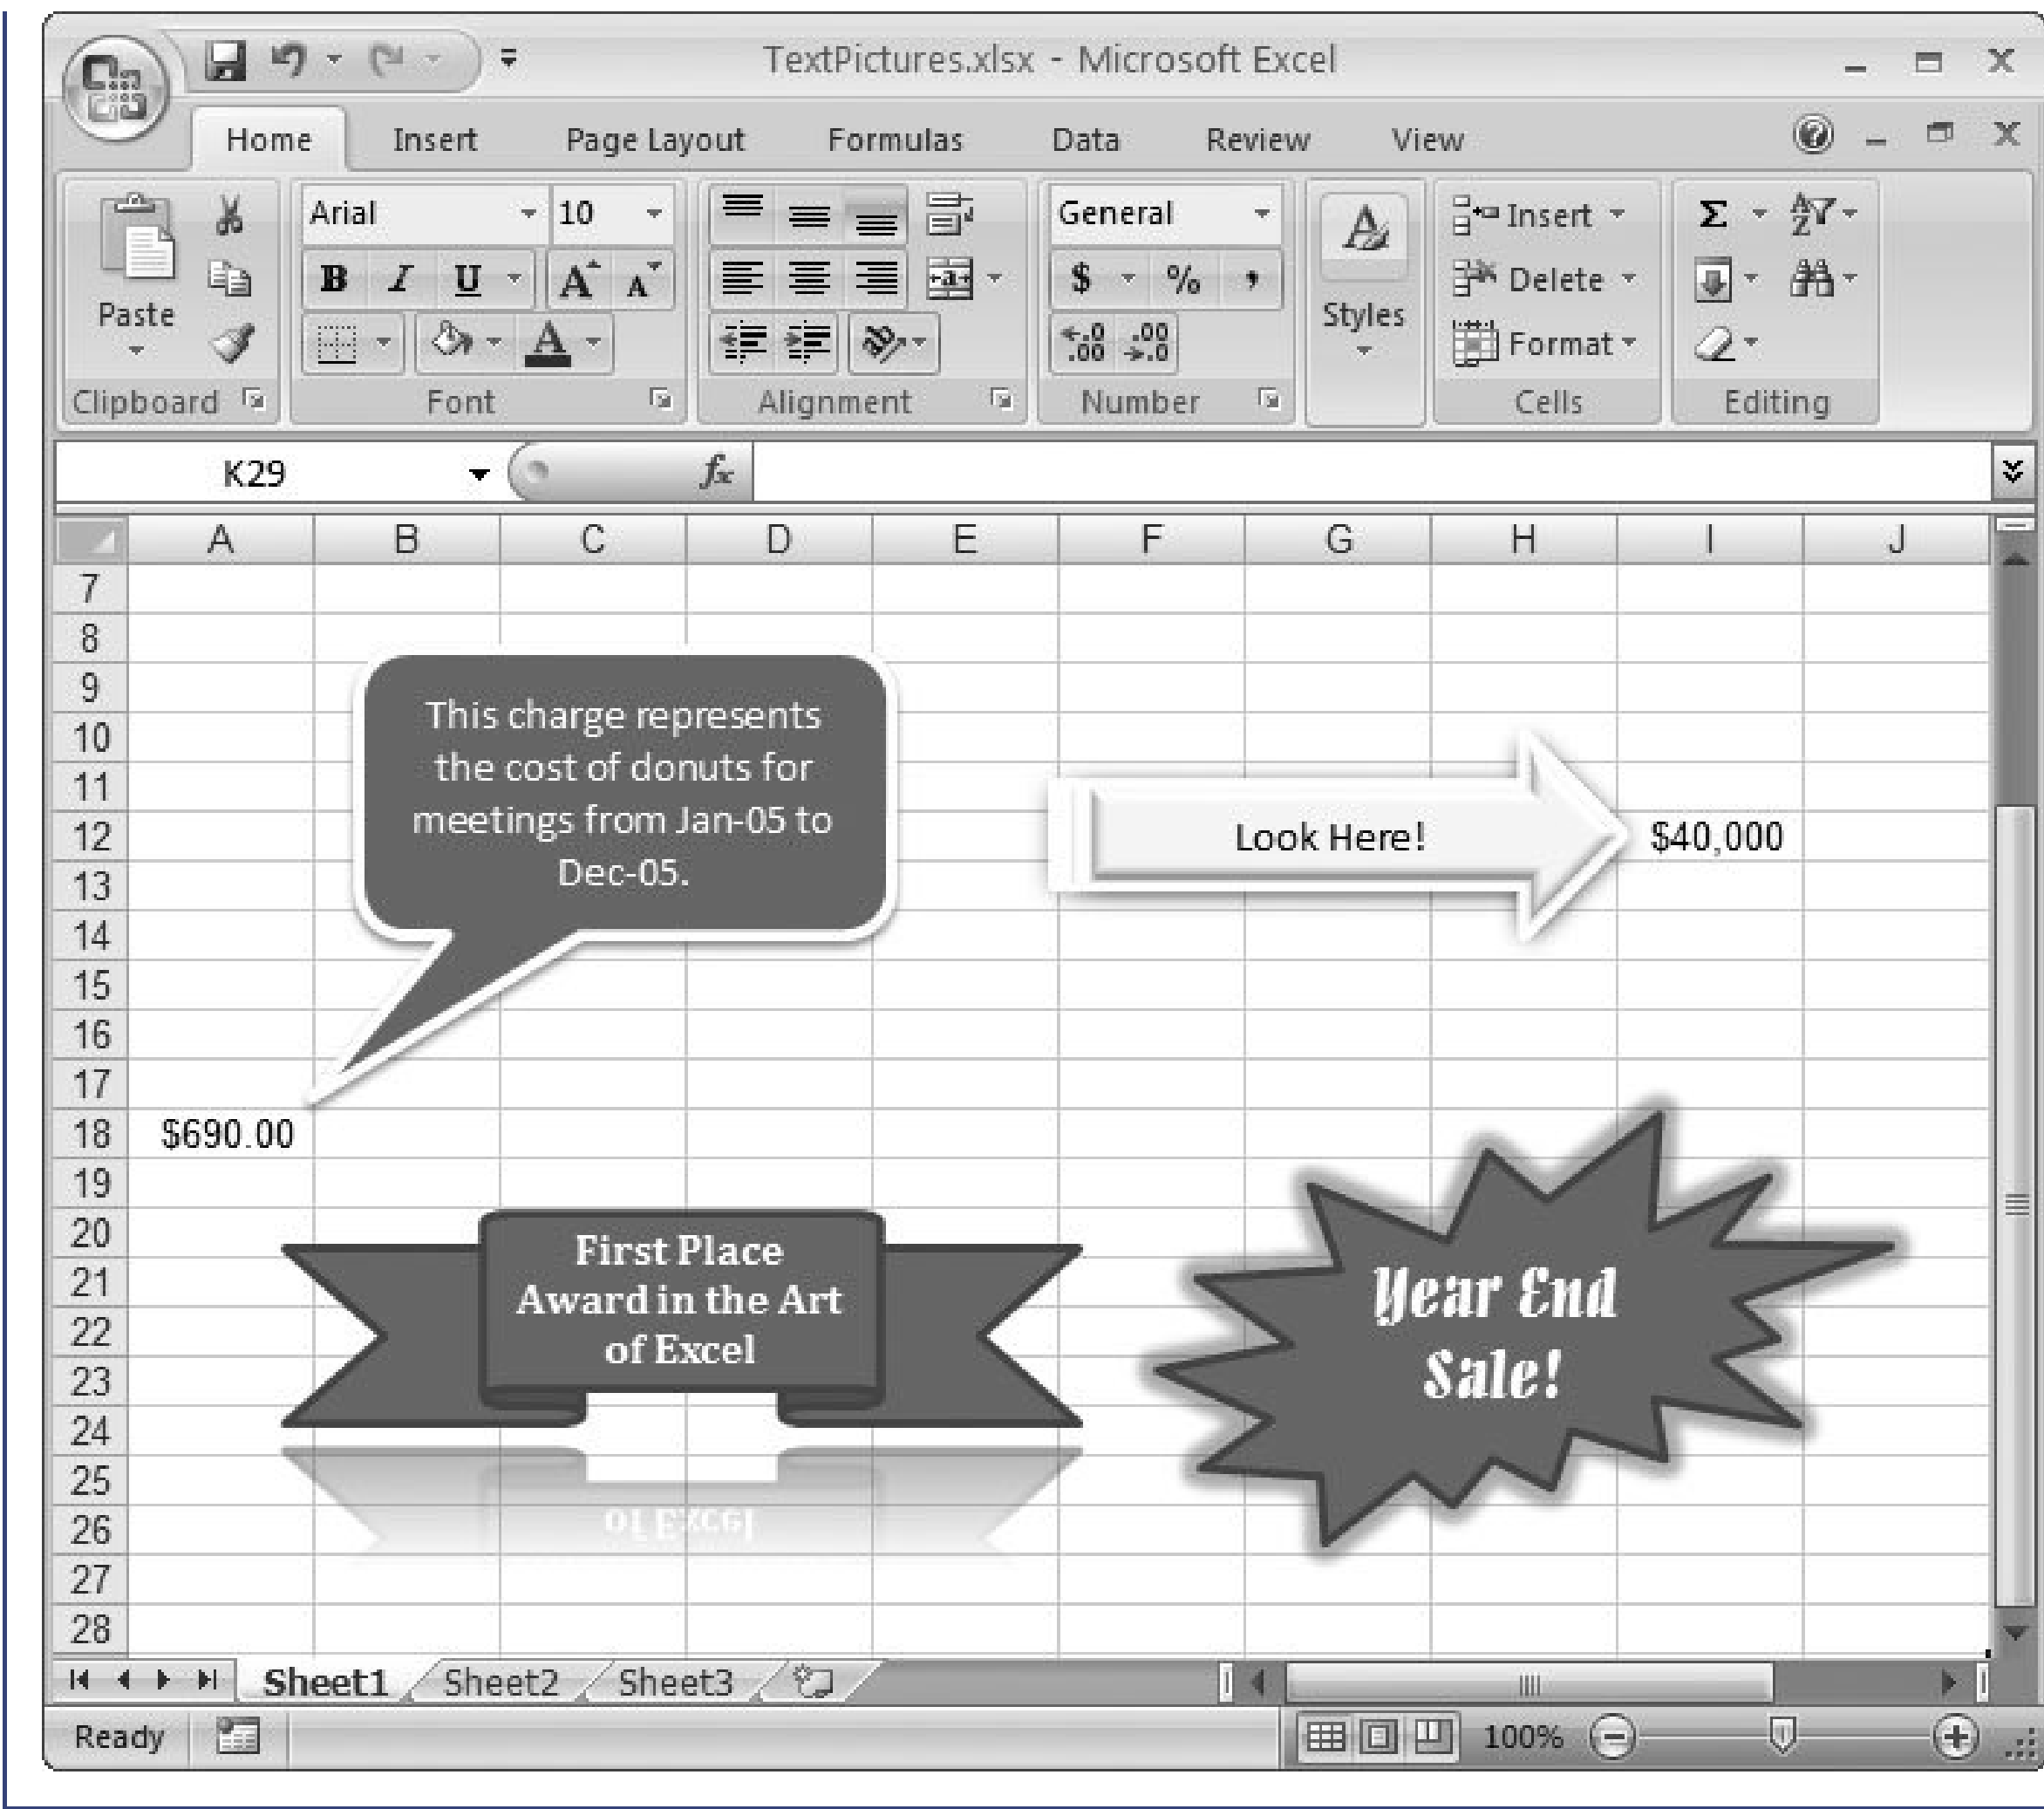 TextPictures.xlsx - Microsoft Excel
Home Insert Page Layout Formulas Data Review View
Arial 10 General Insert Σ
B I U A A $ % , Delete
Paste Styles Format
Clipboard Font Alignment Number Cells Editing
K29 fx
A B C D E F G H I J
7
8
9
10
11
12
13
14
15
16
17
18
19
20
21
22
23
24
25
26
27
28
This charge represents
the cost of donuts for
meetings from Jan-05 to
Dec-05.
Look Here! $40,000
$690.00
First Place
Award in the Art
of Excel
Year End
Sale!
of Excel
Sheet1 Sheet2 Sheet3
Ready 100%